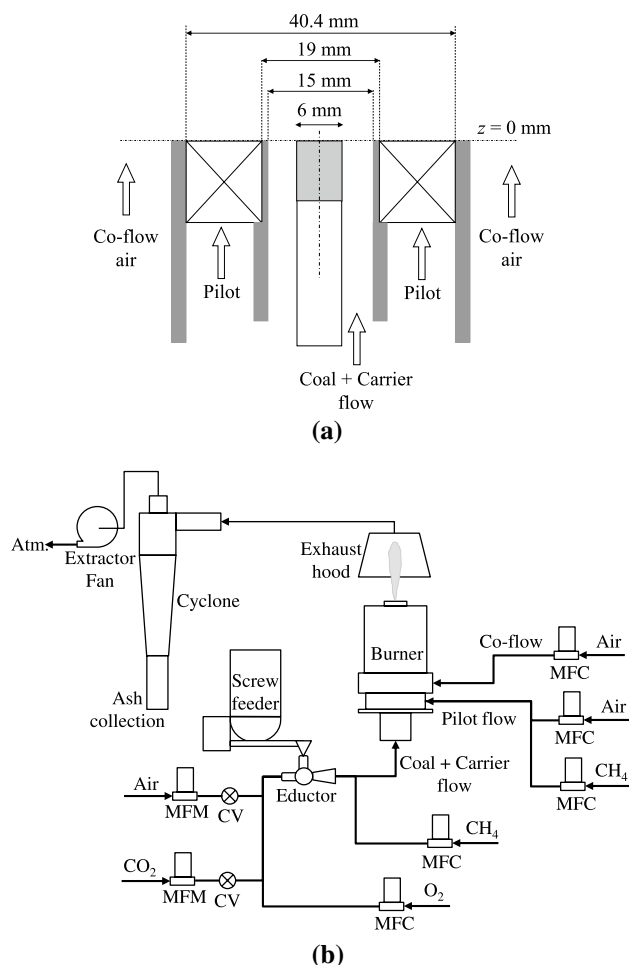 40.4 mm
19 mm
15 mm
6 mm
z = 0 mm
Co-flow
air
Pilot
Pilot
Co-flow
air
Coal + Carrier
flow
(a)
Atm.
Extractor
Fan
Exhaust
hood
Cyclone
Burner
Co-flow
Air
MFC
Ash
collection
Screw
feeder
Pilot flow
Air
MFC
Coal + Carrier
flow
Eductor
CH4
MFC
Air
MFM
CV
CH4
MFC
CO2
MFM
CV
O2
MFC
(b)